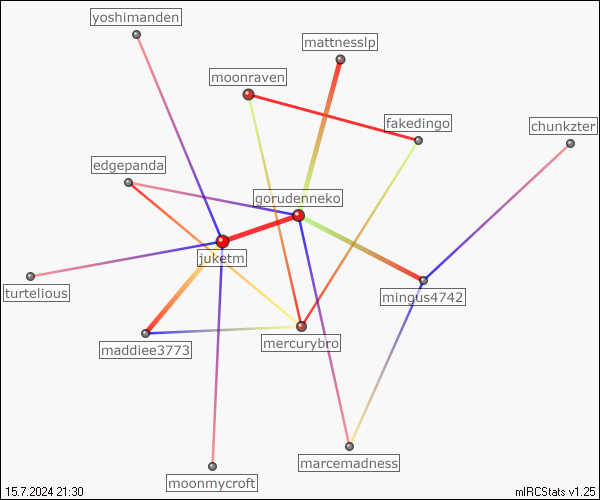 yoshimanden
mattnesslp
moonraven
fakedingo
chunkzter
edgepanda
gorudenneko
juketm
turtelious
mingus4742
maddiee3773
mercurybro
marcemadness
moonmycroft
15.7.2024 21:30
mIRCStats v1.25